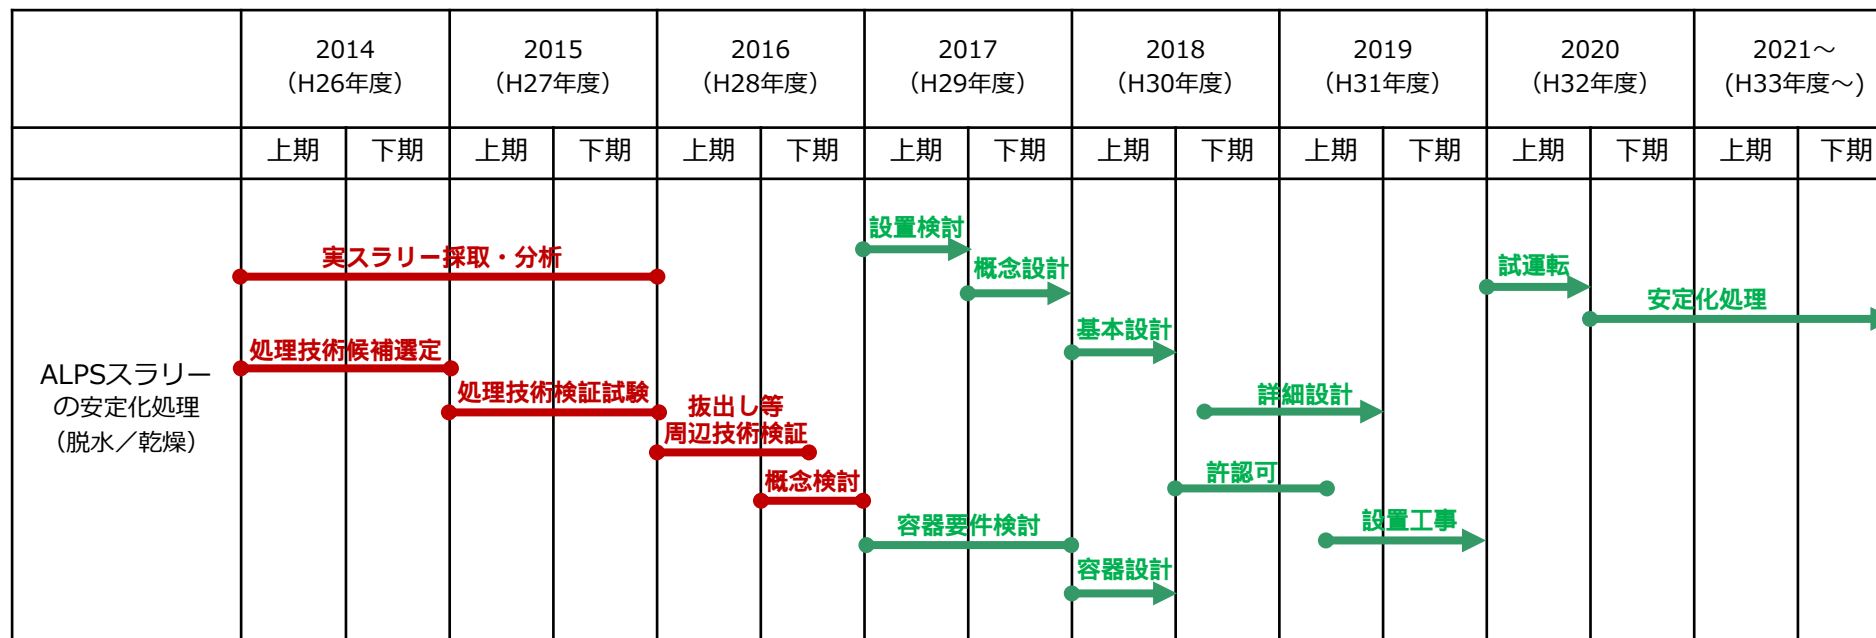 2014
2015
2016
2017
2018
2019
2020
2021～
（H26年度）
（H27年度）
（H28年度）
（H29年度）
（H30年度）
（H31年度）
（H32年度）
(H33年度～)
上期
下期
上期
下期
上期
下期
上期
下期
上期
下期
上期
下期
上期
下期
上期
下期
ALPSスラリー
の安定化処理
（脱水／乾燥）
実スラリー採取・分析
処理技術候補選定
処理技術検証試験
抜出し等
周辺技術検証
概念検討
設置検討
概念設計
基本設計
詳細設計
許認可
設置工事
容器要件検討
容器設計
試運転
安定化処理